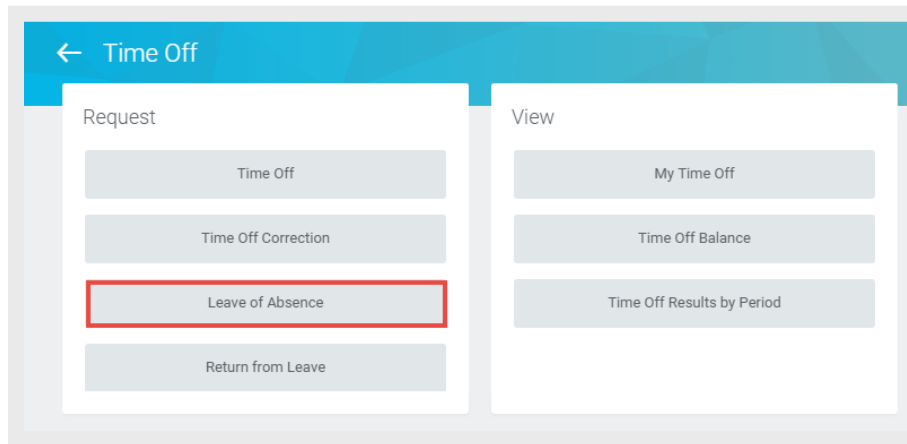 Time Off
Request
Time Off
Time Off Correction
Leave of Absence
Return from Leave
View
My Time Off
Time Off Balance
Time Off Results by Period